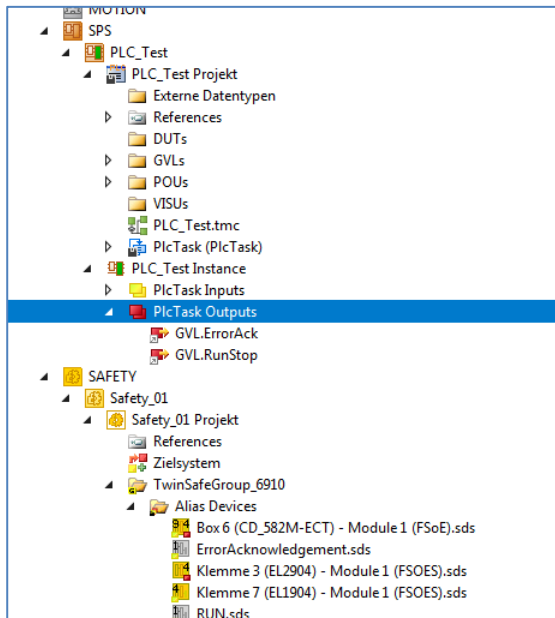 MOTION
SPS
PLC_Test
PLC_Test Projekt
Externe Datentypen
References
DUTs
GVLs
POUs
VISUs
PLC_Test.tmc
PlcTask (PlcTask)
PLC_Test Instance
PlcTask Inputs
PlcTask Outputs
GVL.ErrorAck
GVL.RunStop
SAFETY
Safety_01
Safety_01 Projekt
References
Zielsystem
TwinSafeGroup_6910
Alias Devices
Box 6 (CD_582M-ECT) - Module 1 (FSoE).sds
ErrorAcknowledgement.sds
Klemme 3 (EL2904) - Module 1 (FSOES).sds
Klemme 7 (EL1904) - Module 1 (FSOES).sds
RUN.sds